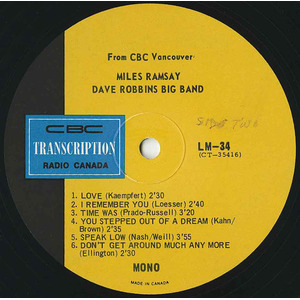 From CBC Vancouver
MILES RAMSAY
DAVE ROBBINS BIG BAND
SIDE TWO
CBC
TRANSCRIPTION
RADIO CANADA
LM-34
(CT-35416)
1. LOVE (Kaempfert) 2'30
2. I REMEMBER YOU (Loesser) 2'40
3. TIME WAS (Prado-Russell) 3'20
4. YOU STEPPED OUT OF A DREAM (Kahn/
Brown) 2'35
5. SPEAK LOW (Nash/Weill) 3'55
6. DON'T GET AROUND MUCH ANY MORE
(Ellington) 2'30
MONO
MADE IN CANADA